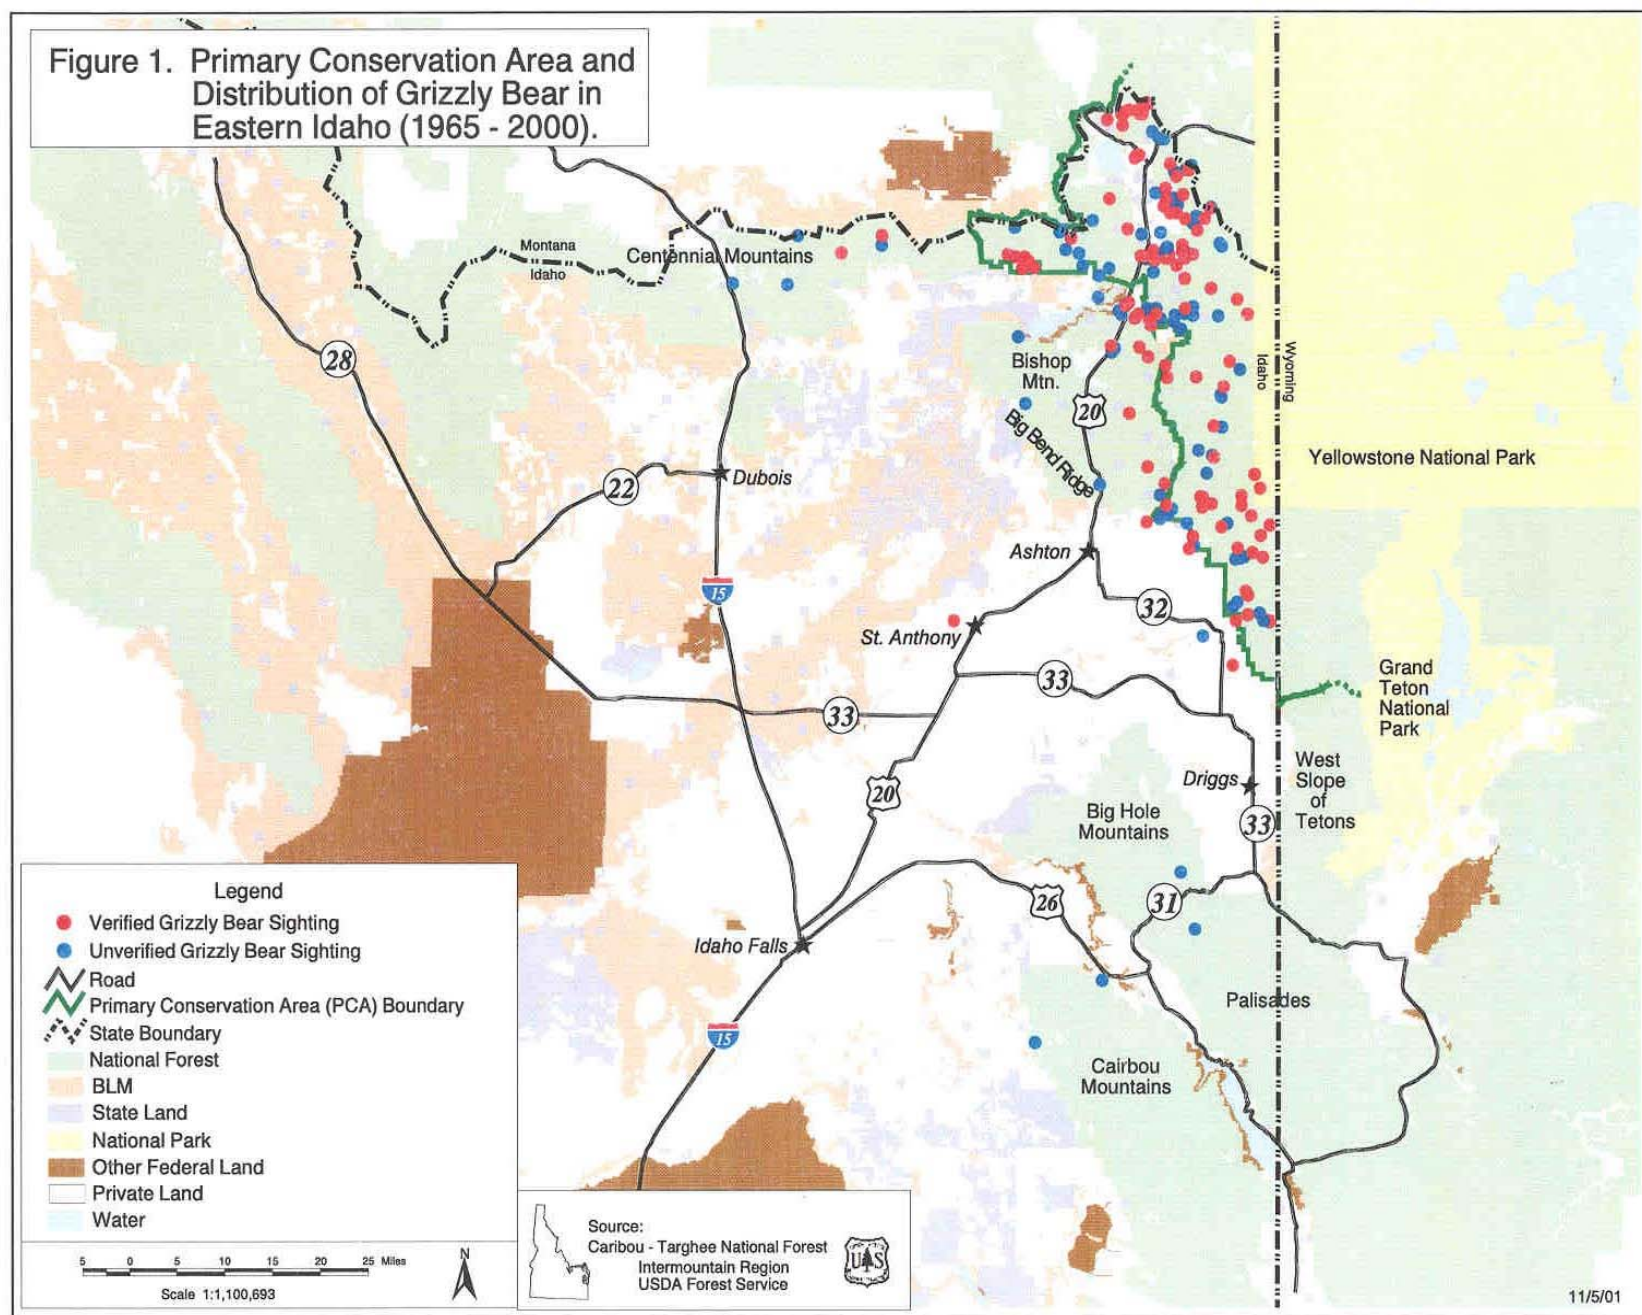 Figure 1. Primary Conservation Area and
Distribution of Grizzly Bear in
Eastern Idaho (1965 - 2000).
Montana
Idaho
Centennial Mountains
28
Bishop
Mtn.
20
Big Bend Ridge
Idaho
Wyoming
Yellowstone National Park
22
Dubois
Ashton
15
32
St. Anthony
33
33
Grand
Teton
National
Park
20
Driggs
West
Slope
of
Tetons
Big Hole
Mountains
33
26
31
Idaho Falls
Palisades
15
Cairbou
Mountains
Legend
Verified Grizzly Bear Sighting
Unverified Grizzly Bear Sighting
Road
Primary Conservation Area (PCA) Boundary
State Boundary
National Forest
BLM
State Land
National Park
Other Federal Land
Private Land
Water
5 0 5 10 15 20 25 Miles
Scale 1:1,100,693
N
Source:
Caribou - Targhee National Forest
Intermountain Region
USDA Forest Service
U S
11/5/01